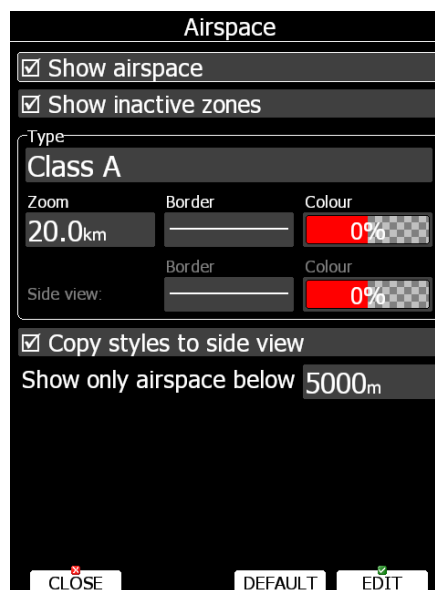 Airspace
Show airspace
Show inactive zones
Type
Class A
Zoom Border Colour
20.0km 0%
Border Colour
Side view: 0%
Copy styles to side view
Show only airspace below 5000m
CLOSE DEFAULT EDIT